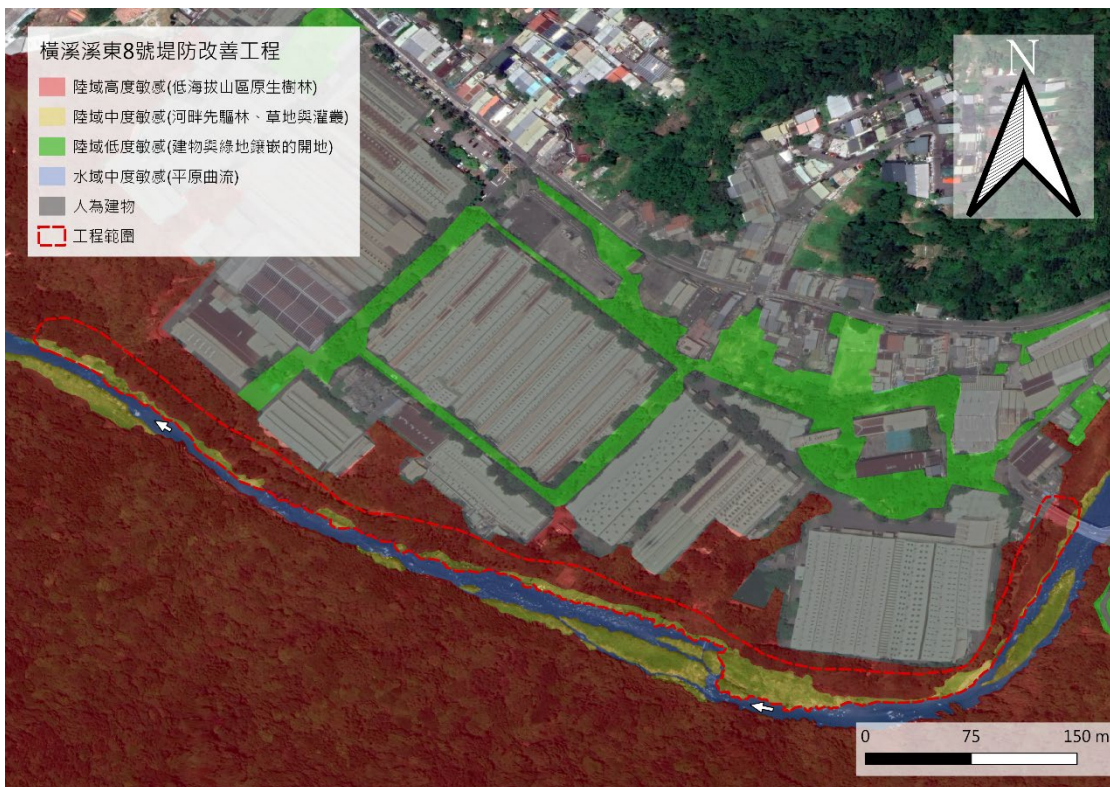 橫溪溪東8號堤防改善工程
陸域高度敏感(低海拔山區原生樹林)
陸域中度敏感(河畔先驅林、草地與灌叢)
陸域低度敏感(建物與綠地鑲嵌的開地)
水域中度敏感(平原曲流)
人為建物
工程範圍
N
0 75 150 m